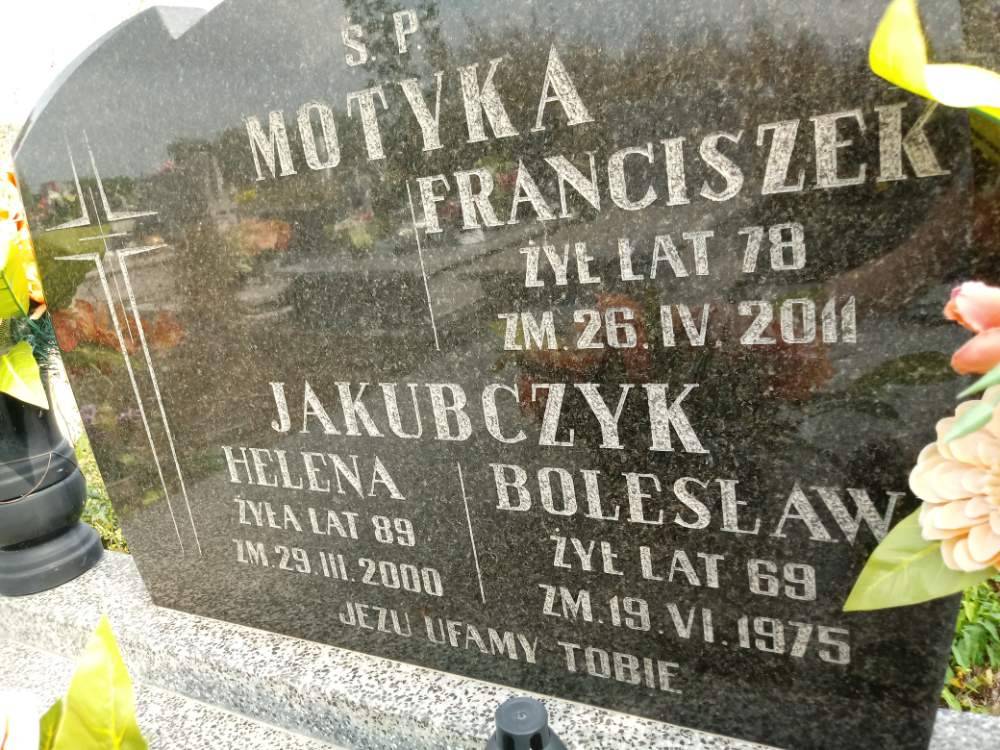 Ś. P.
MOTYKA
FRANCISZEK
ŻYŁ LAT 78
ZM. 26. IV. 2011
JAKUBCZYK
HELENA
ŻYŁA LAT 89
ZM. 29. III. 2000
BOLESŁAW
ŻYŁ LAT 69
ZM. 19. VI. 1975
JEZU UFAMY TOBIE